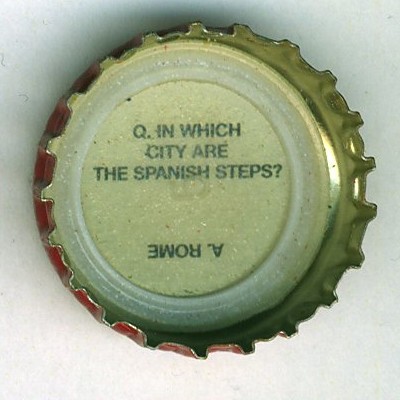 Q. IN WHICH
CITY ARE
THE SPANISH STEPS?
A. ROME